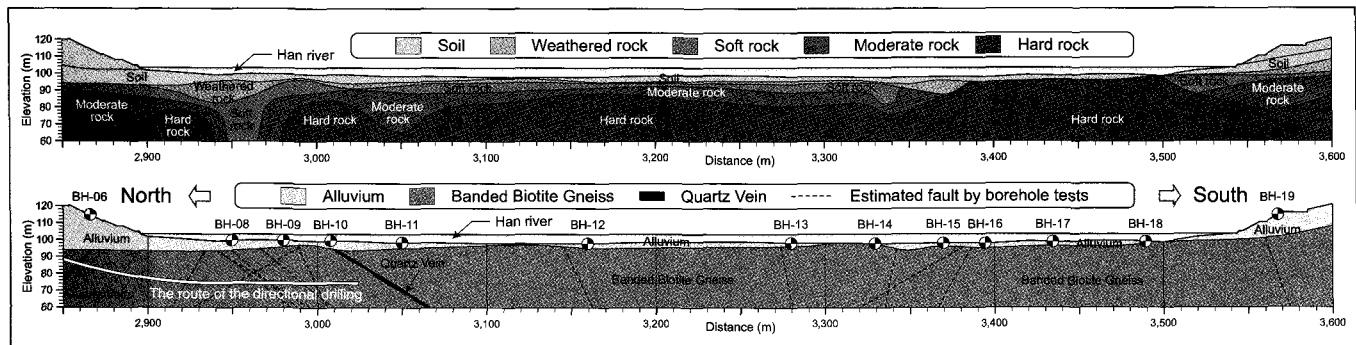 Soil Weathered rock Soft rock Moderate rock Hard rock
Elevation (m)
120
110
100
90
80
70
60
Han river
Soil
Weathered rock
Moderate rock
Hard rock
Hard rock
Soft rock
Moderate rock
Hard rock
Soil
Moderate rock
Soft rock
Hard rock
Soft rock
Soil
Moderate rock
2,900 3,000 3,100 3,200 3,300 3,400 3,500 3,600
Distance (m)
BH-06 North Alluvium Banded Biotite Gneiss Quartz Vein Estimated fault by borehole tests South BH-19
Elevation (m)
120
110
100
90
80
70
60
BH-08 BH-09 BH-10 BH-11 Han river BH-12 BH-13 BH-14 BH-15 BH-16 BH-17 BH-18
Alluvium Alluvium Alluvium Alluvium
Quartz Vein
Banded Biotite Gneiss Banded Biotite Gneiss
The route of the directional drilling
2,900 3,000 3,100 3,200 3,300 3,400 3,500 3,600
Distance (m)